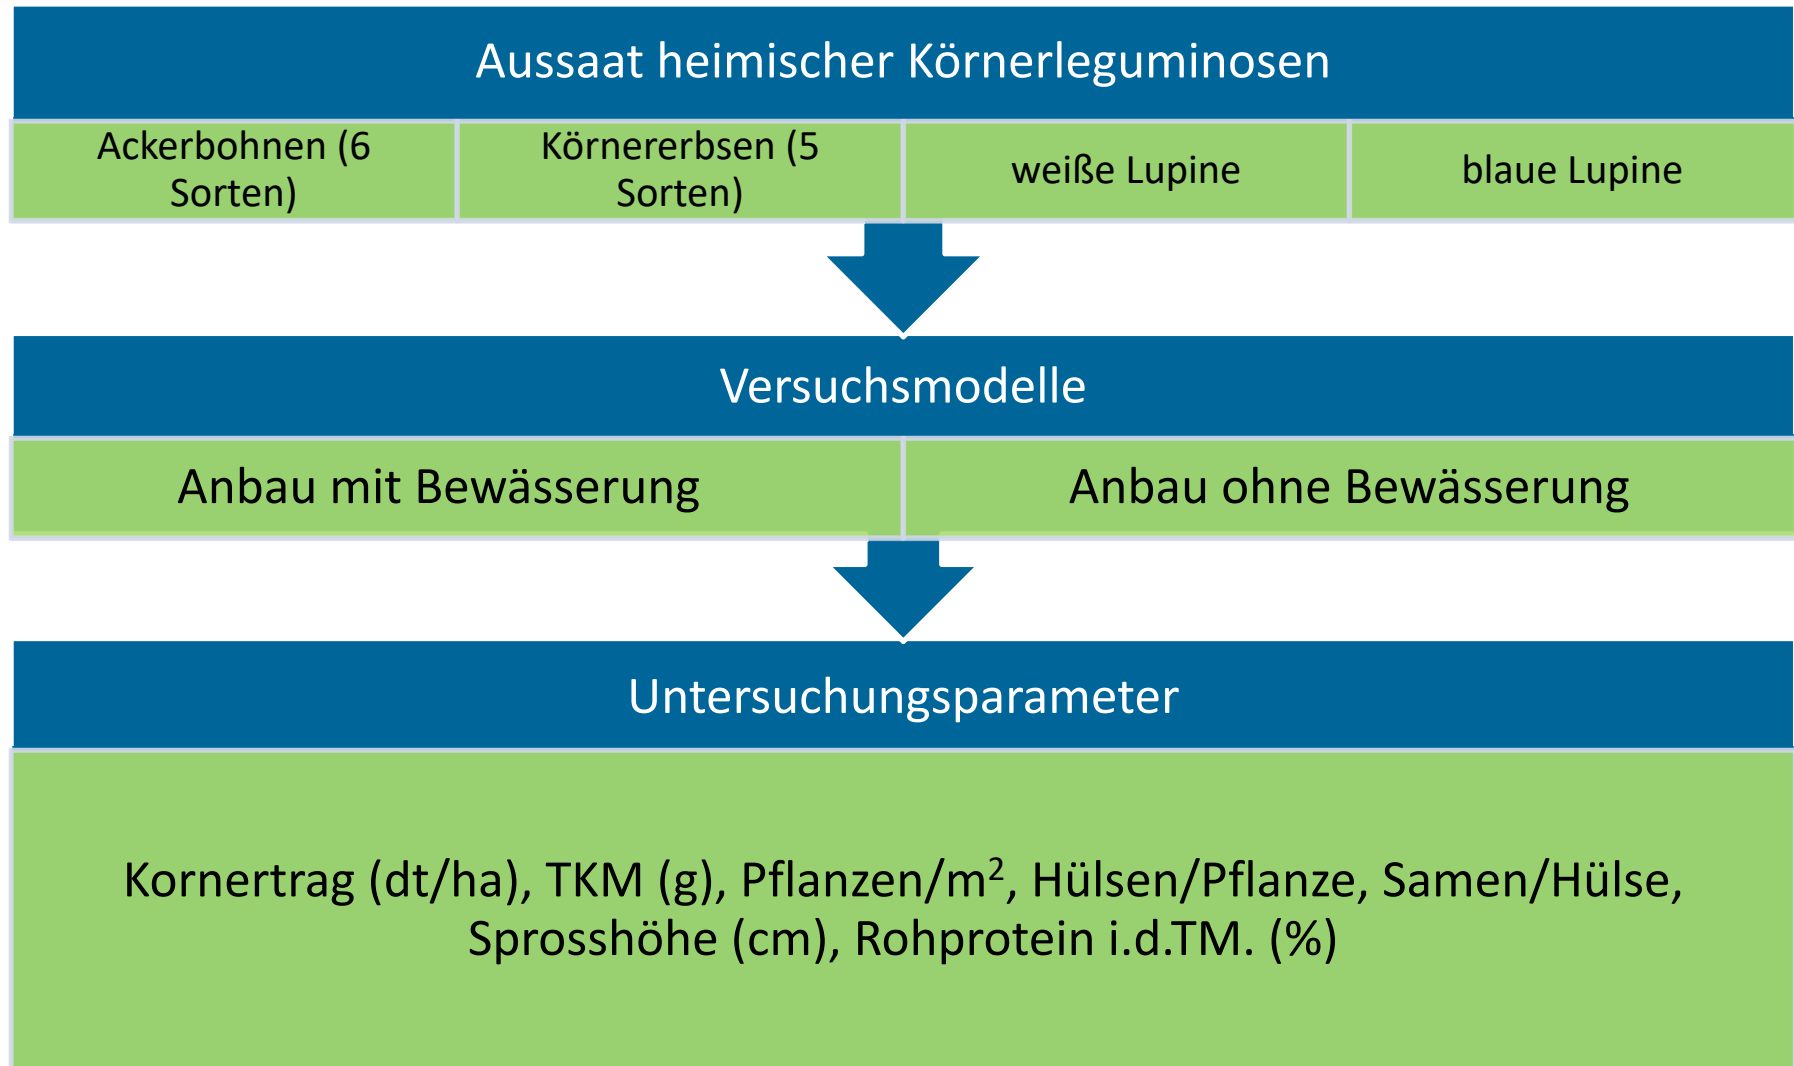 Aussaat heimischer Körnerleguminosen
Ackerbohnen (6
Sorten)
Körnererbsen (5
Sorten)
weiße Lupine
blaue Lupine
Versuchsmodelle
Anbau mit Bewässerung
Anbau ohne Bewässerung
Untersuchungsparameter
Kornertrag (dt/ha), TKM (g), Pflanzen/m², Hülsen/Pflanze, Samen/Hülse,
Sprosshöhe (cm), Rohprotein i.d.TM. (%)